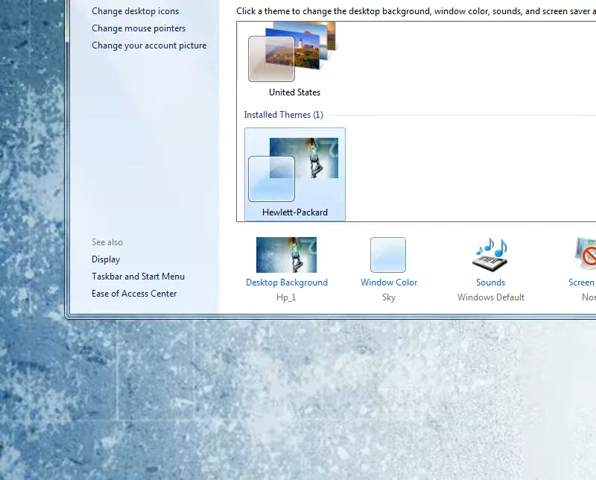 Change desktop icons
Change mouse pointers
Change your account picture
See also
Display
Taskbar and Start Menu
Ease of Access Center
Click a theme to change the desktop background, window color, sounds, and screen saver
United States
Installed Themes (1)
Hewlett-Packard
Desktop Background
Hp_1
Window Color
Sky
Sounds
Windows Default
Screen